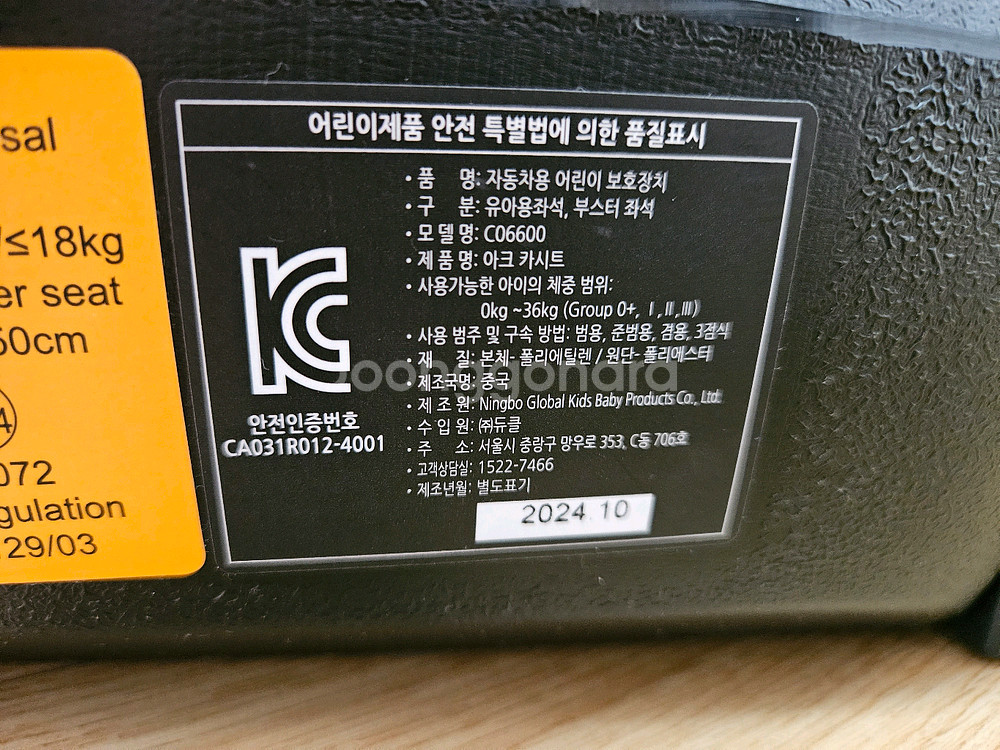 sal
/≤18kg
er seat
50cm
4
072
gulation
129/03
어린이제품 안전 특별법에 의한 품질표시
• 품 명: 자동차용 어린이 보호장치
• 구 분: 유아용좌석, 부스터 좌석
• 모 델 명: C06600
• 제 품 명: 아크 카시트
• 사용가능한 아이의 체중 범위:
0kg ~36kg (Group 0+, Ⅰ,Ⅱ,Ⅲ)
• 사용 범주 및 구속 방법: 범용, 준범용, 겸용, 3점식
• 재 질: 본체- 폴리에틸렌 / 원단- 폴리에스터
• 제조국명: 중국
• 제 조 원: Ningbo Global Kids Baby Products Co., Ltd.
• 수 입 원: ㈜듀클
• 주 소: 서울시 중랑구 망우로 353, C동 706호
• 고객상담실: 1522-7466
• 제조년월: 별도표기
2024.10
KC
안전인증번호
CA031R012-4001
Joonggonara